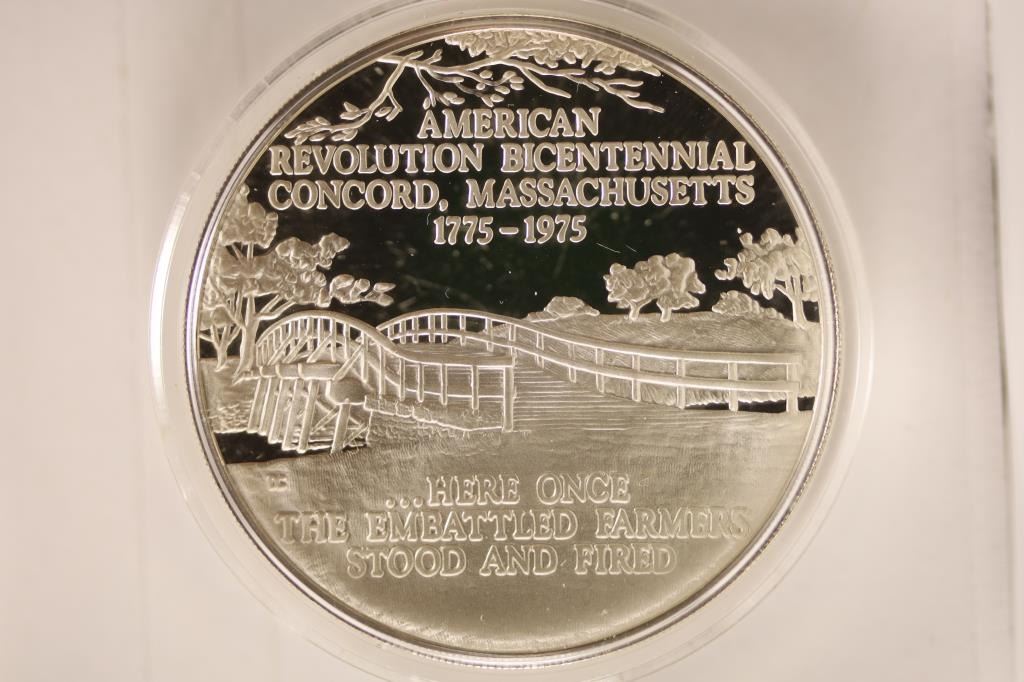 AMERICAN
REVOLUTION BICENTENNIAL
CONCORD, MASSACHUSETTS
1775-1975
...HERE ONCE
THE EMBATTLED FARMERS
STOOD AND FIRED